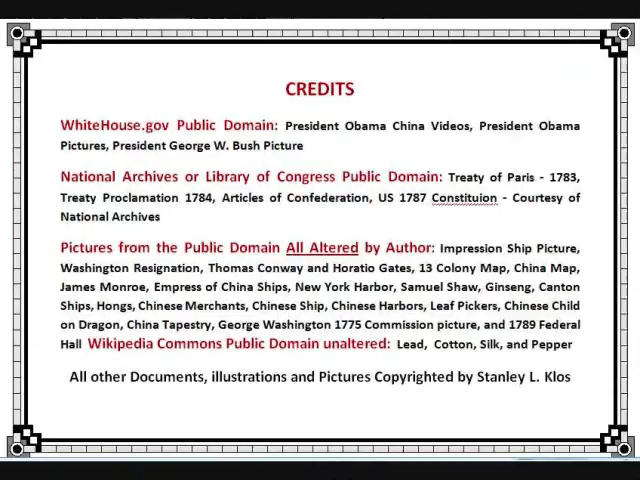 CREDITS
WhiteHouse.gov Public Domain: President Obama China Videos, President Obama
Pictures, President George W. Bush Picture
National Archives or Library of Congress Public Domain: Treaty of Paris - 1783,
Treaty Proclamation 1784, Articles of Confederation, US 1787 Constituion - Courtesy of
National Archives
Pictures from the Public Domain All Altered by Author: Impression Ship Picture,
Washington Resignation, Thomas Conway and Horatio Gates, 13 Colony Map, China Map,
James Monroe, Empress of China Ships, New York Harbor, Samuel Shaw, Ginseng, Canton
Ships, Hongs, Chinese Merchants, Chinese Ship, Chinese Harbors, Leaf Pickers, Chinese Child
on Dragon, China Tapestry, George Washington 1775 Commission picture, and 1789 Federal
Hall Wikipedia Commons Public Domain unaltered: Lead, Cotton, Silk, and Pepper
All other Documents, illustrations and Pictures Copyrighted by Stanley L. Klos